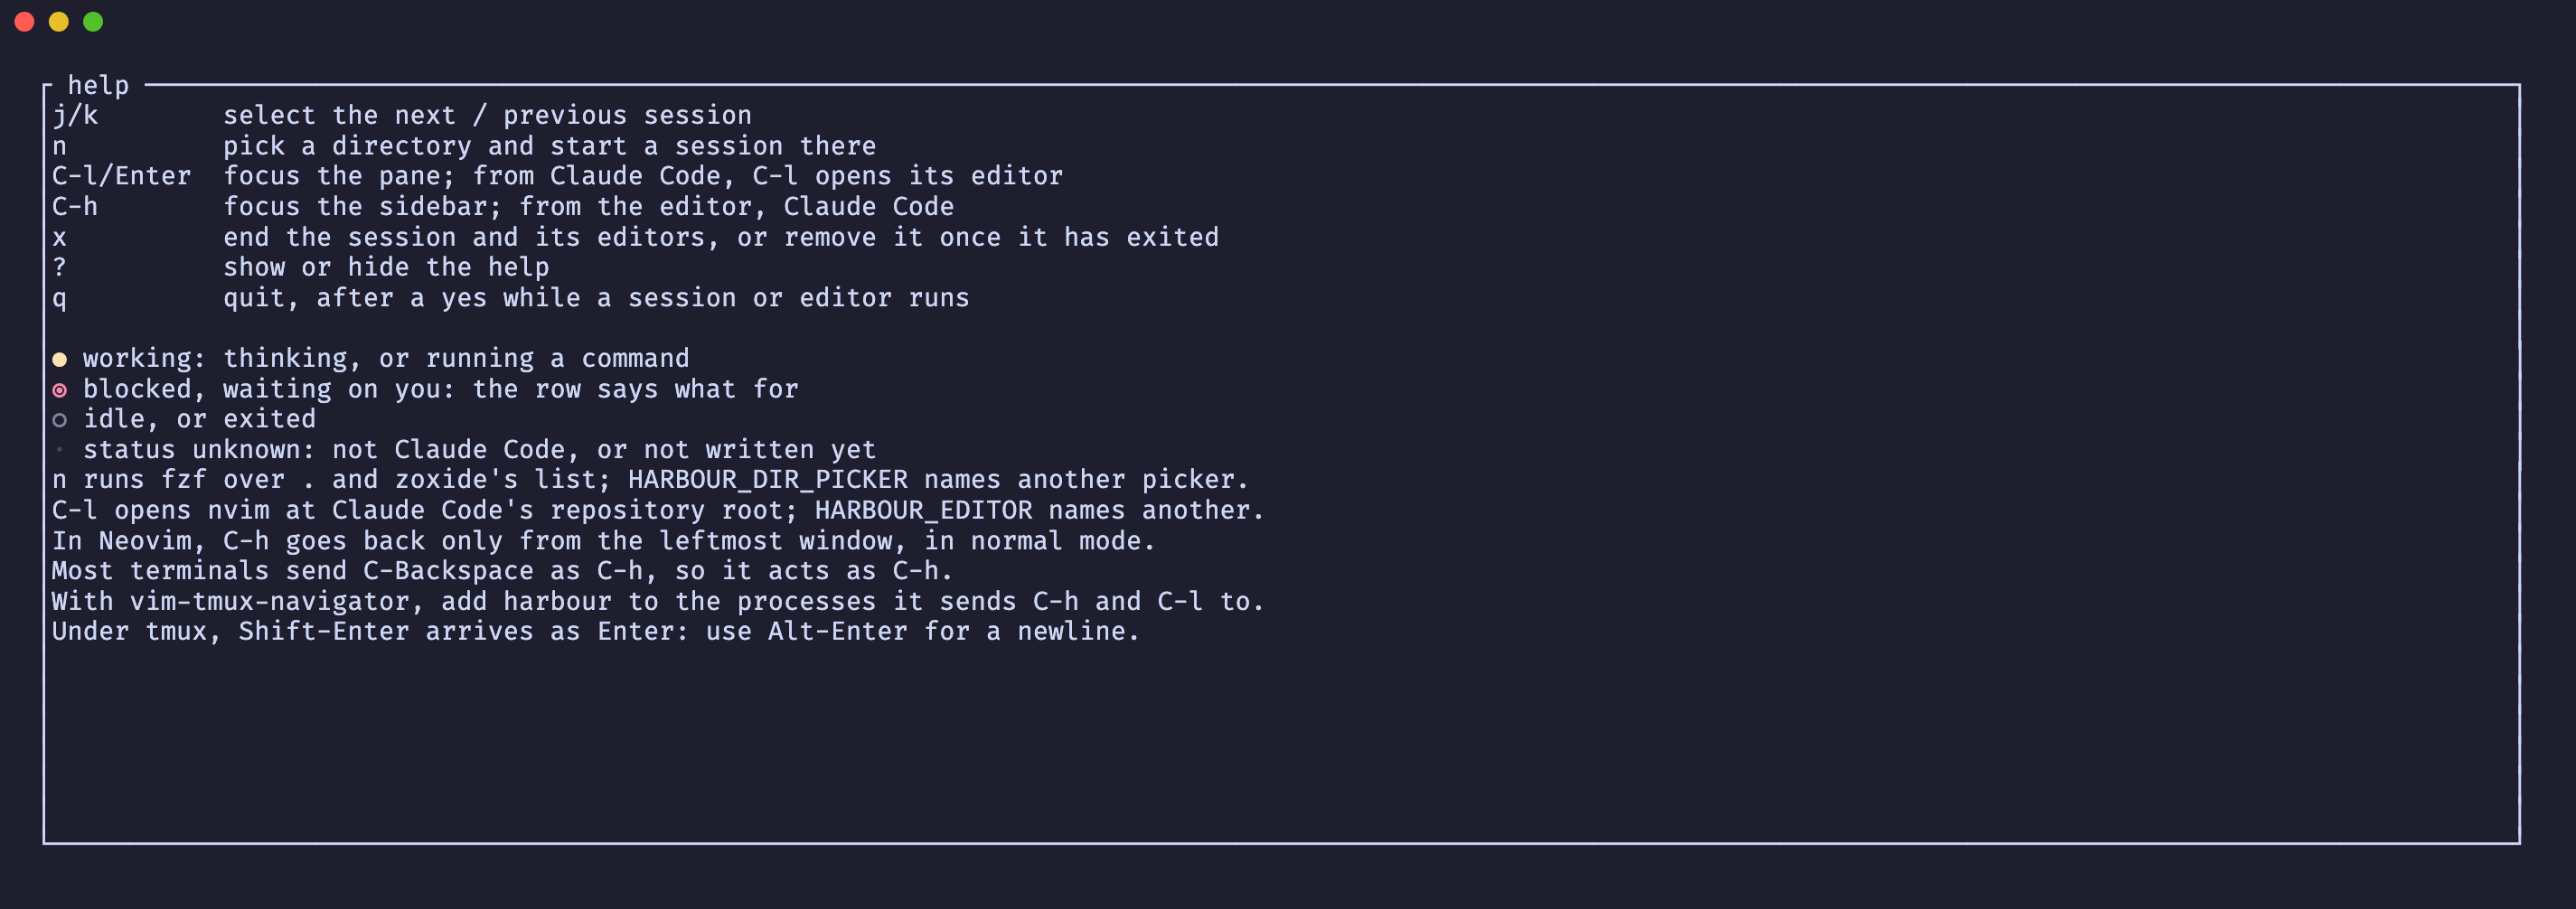 help
j/k        select the next / previous session
n          pick a directory and start a session there
C-l/Enter  focus the pane; from Claude Code, C-l opens its editor
C-h        focus the sidebar; from the editor, Claude Code
x          end the session and its editors, or remove it once it has exited
?          show or hide the help
q          quit, after a yes while a session or editor runs
● working: thinking, or running a command
◉ blocked, waiting on you: the row says what for
○ idle, or exited
· status unknown: not Claude Code, or not written yet
n runs fzf over . and zoxide's list; HARBOUR_DIR_PICKER names another picker.
C-l opens nvim at Claude Code's repository root; HARBOUR_EDITOR names another.
In Neovim, C-h goes back only from the leftmost window, in normal mode.
Most terminals send C-Backspace as C-h, so it acts as C-h.
With vim-tmux-navigator, add harbour to the processes it sends C-h and C-l to.
Under tmux, Shift-Enter arrives as Enter: use Alt-Enter for a newline.